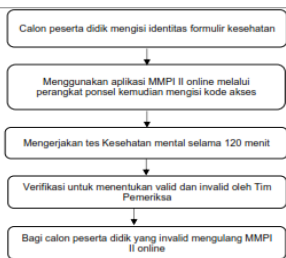 Calon peserta didik mengisi identitas formulir kesehatan
Menggunakan aplikasi MMPI II online melalui
perangkat ponsel kemudian mengisi kode akses
Mengerjakan tes Kesehatan mental selama 120 menit
Verifikasi untuk menentukan valid dan invalid oleh Tim
Pemeriksa
Bagi calon peserta didik yang invalid mengulang MMPI
II online